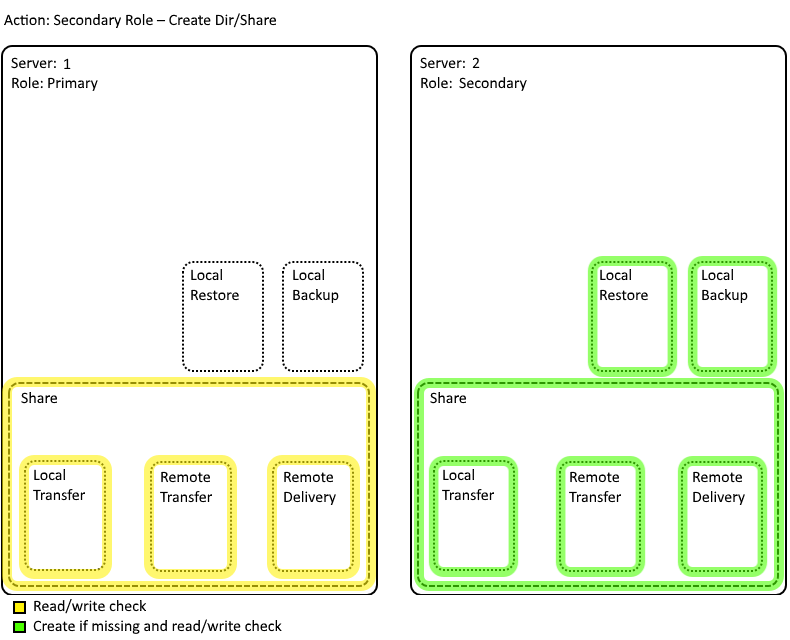 Action: Secondary Role – Create Dir/Share
Server: 1
Role: Primary
Local
Restore
Local
Backup
Share
Local
Transfer
Remote
Transfer
Remote
Delivery
Server: 2
Role: Secondary
Local
Restore
Local
Backup
Share
Local
Transfer
Remote
Transfer
Remote
Delivery
Read/write check
Create if missing and read/write check